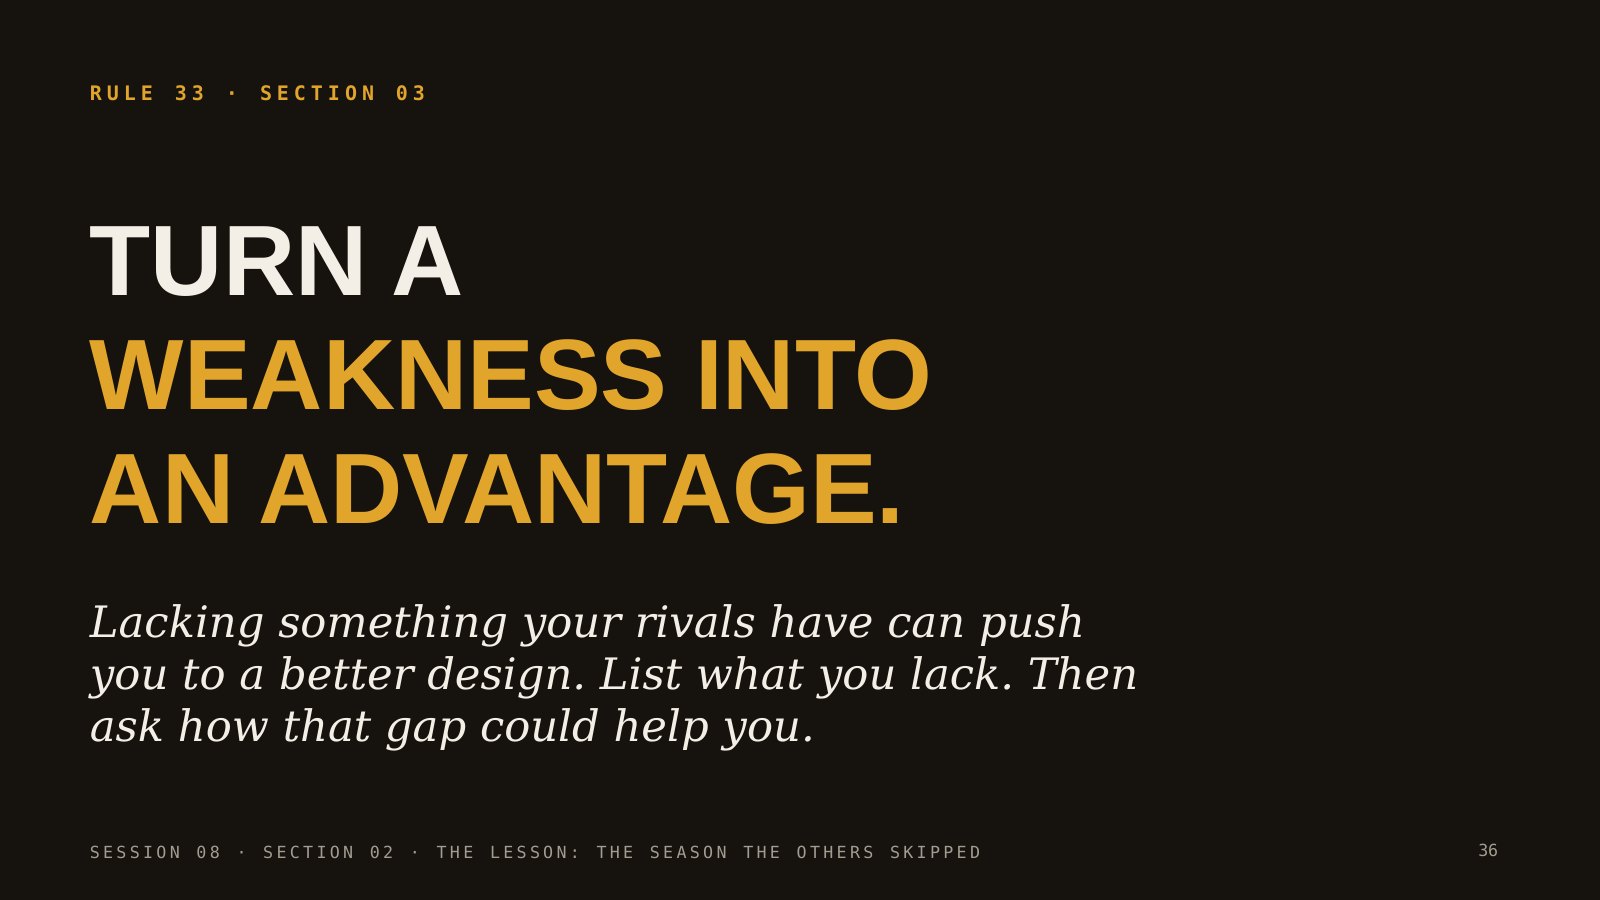 RULE 33 · SECTION 03
TURN A
WEAKNESS INTO
AN ADVANTAGE.
Lacking something your rivals have can push
you to a better design. List what you lack. Then
ask how that gap could help you.
SESSION 08 · SECTION 02 · THE LESSON: THE SEASON THE OTHERS SKIPPED
36